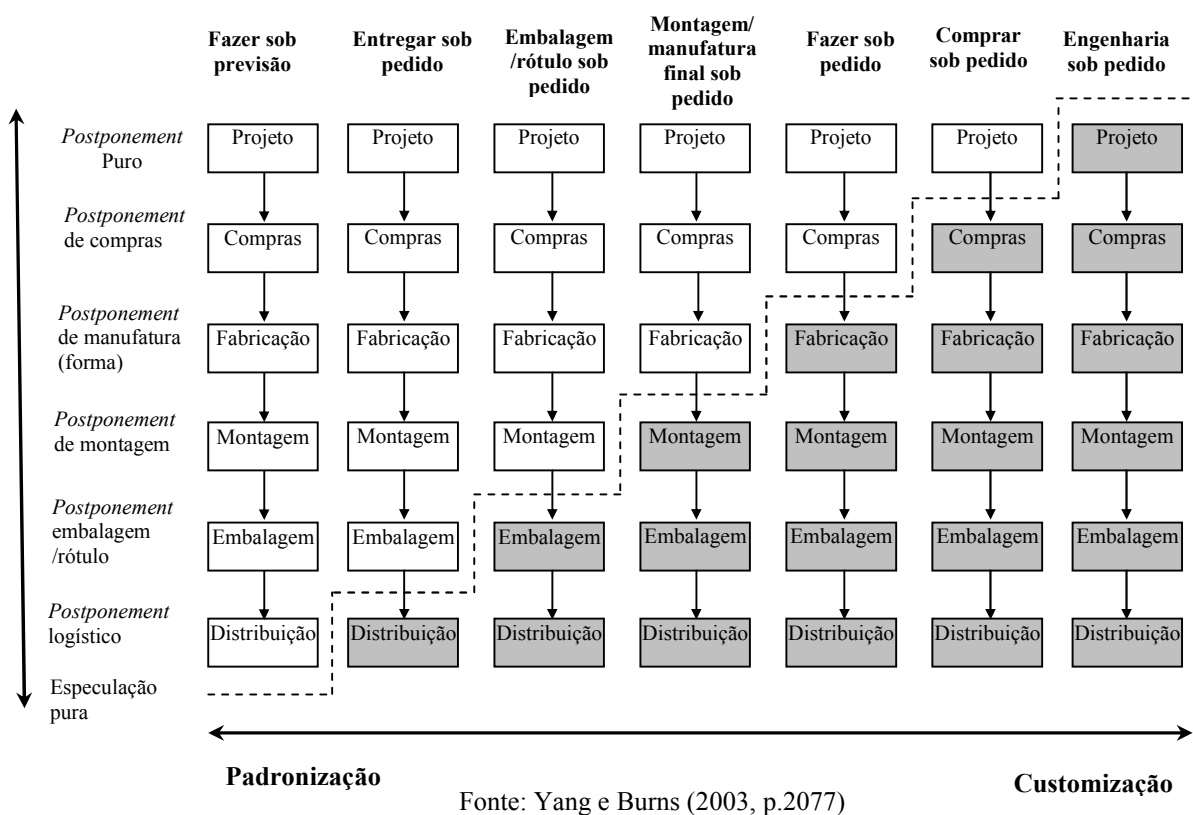 Fazer sob
previsão
Entregar sob
pedido
Embalagem
/rótulo sob
pedido
Montagem/
manufatura
final sob
pedido
Fazer sob
pedido
Comprar
sob pedido
Engenharia
sob pedido
Postponement
Puro
Projeto Projeto Projeto Projeto Projeto Projeto Projeto
Postponement
de compras
Compras Compras Compras Compras Compras Compras Compras
Postponement
de manufatura
(forma)
Fabricação Fabricação Fabricação Fabricação Fabricação Fabricação Fabricação
Postponement
de montagem
Montagem Montagem Montagem Montagem Montagem Montagem Montagem
Postponement
embalagem
/rótulo
Embalagem Embalagem Embalagem Embalagem Embalagem Embalagem Embalagem
Postponement
logístico
Distribuição Distribuição Distribuição Distribuição Distribuição Distribuição Distribuição
Especulação
pura
Padronização Customização
Fonte: Yang e Burns (2003, p.2077)